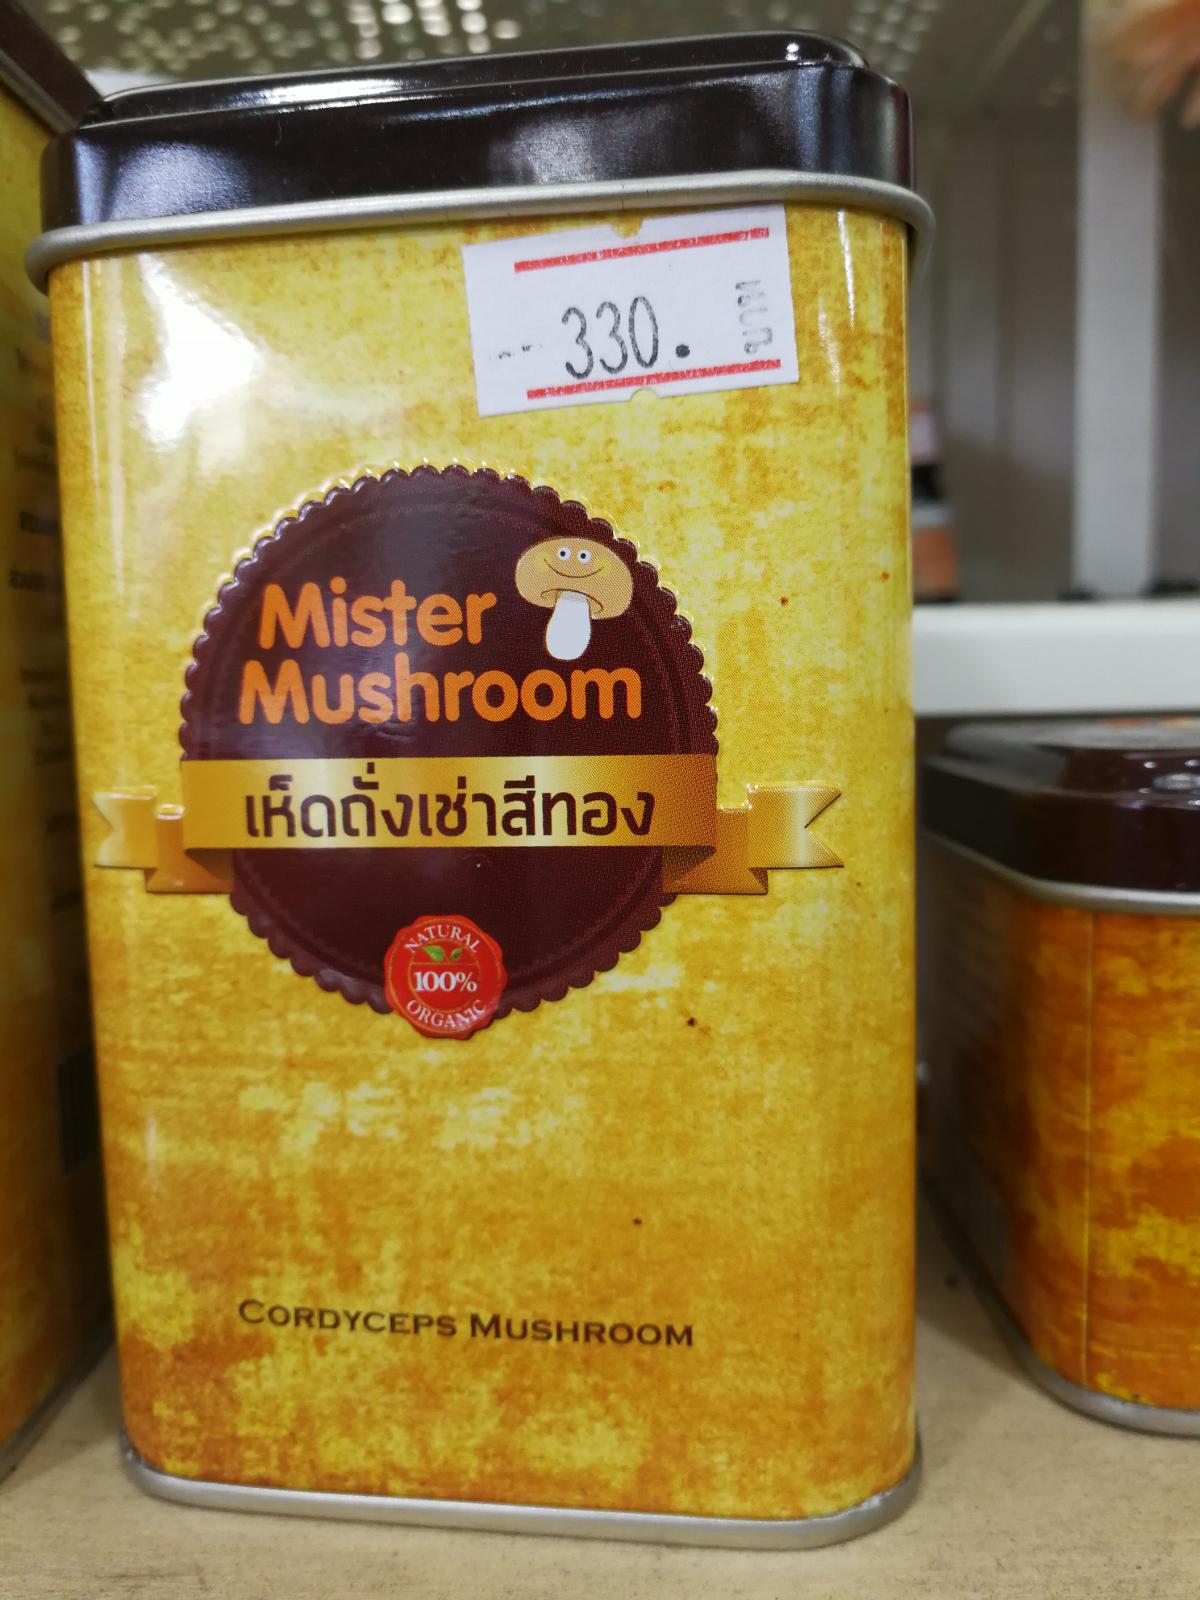 330.
บาท
Mister
Mushroom
เห็ดถั่งเช่าสีทอง
NATURAL
100%
ORGANIC
CORDYCEPS MUSHROOM